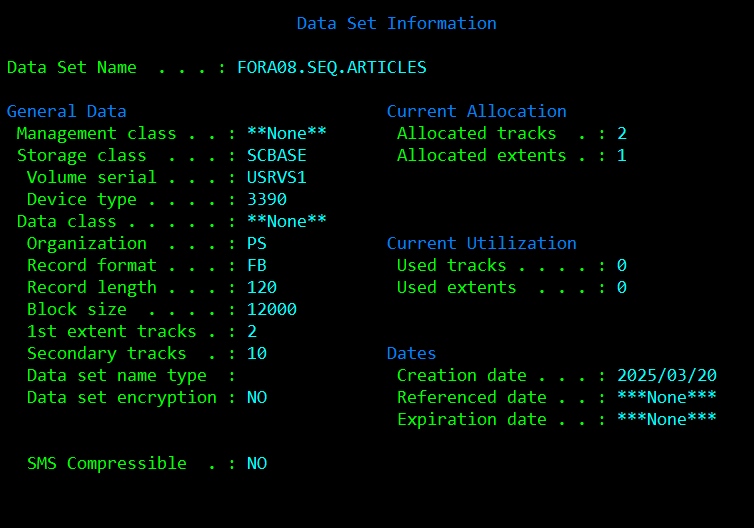 Data Set Information
Data Set Name  . . . : FORA08.SEQ.ARTICLES
General Data                          Current Allocation
 Management class . . : **None**       Allocated tracks  . : 2
 Storage class  . . . : SCBASE         Allocated extents . : 1
  Volume serial . . . : USRVS1
  Device type . . . . : 3390
 Data class . . . . . : **None**
  Organization  . . . : PS            Current Utilization
  Record format . . . : FB             Used tracks . . . . : 0
  Record length . . . : 120            Used extents  . . . : 0
  Block size  . . . . : 12000
  1st extent tracks . : 2
  Secondary tracks  . : 10            Dates
  Data set name type  :                Creation date . . . : 2025/03/20
  Data set encryption : NO             Referenced date . . : ***None***
                                       Expiration date . . : ***None***
  SMS Compressible  . : NO